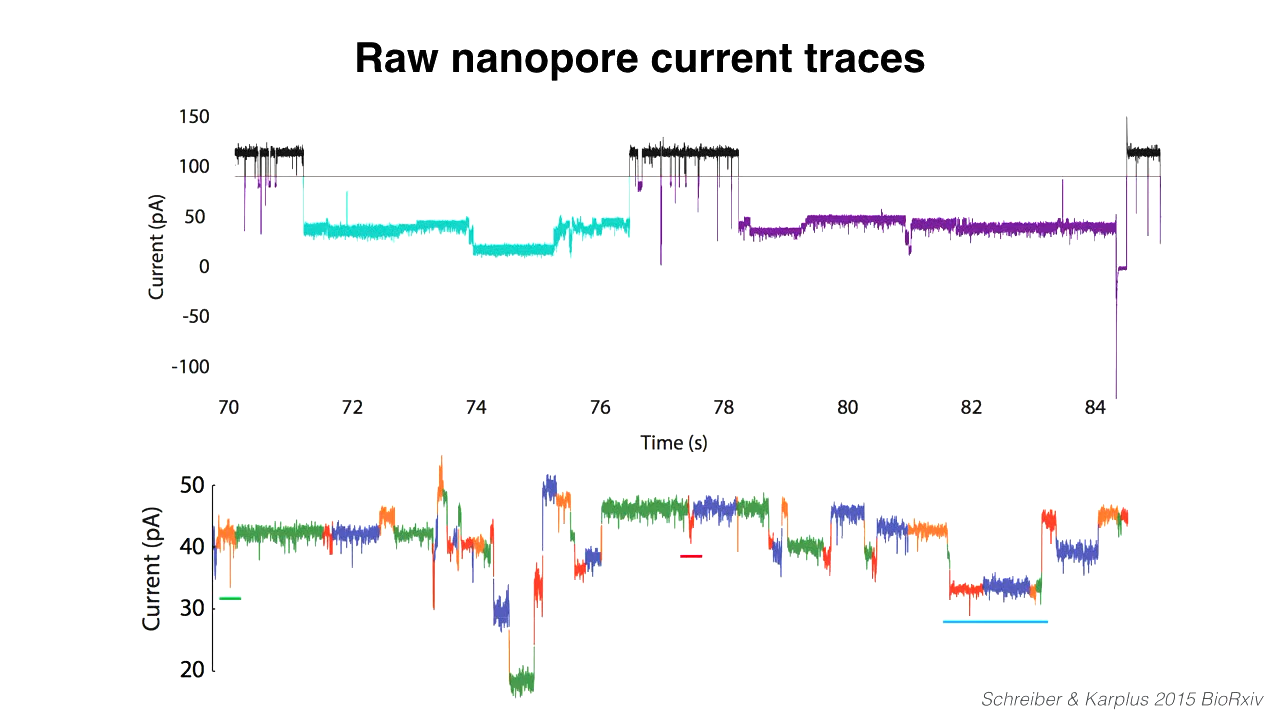 Raw nanopore current traces
150
100
50
0
-50
-100
Current (pA)
70 72 74 76 78 80 82 84
Time (s)
50
40
30
20
Current (pA)
Schreiber & Karplus 2015 BioRxiv